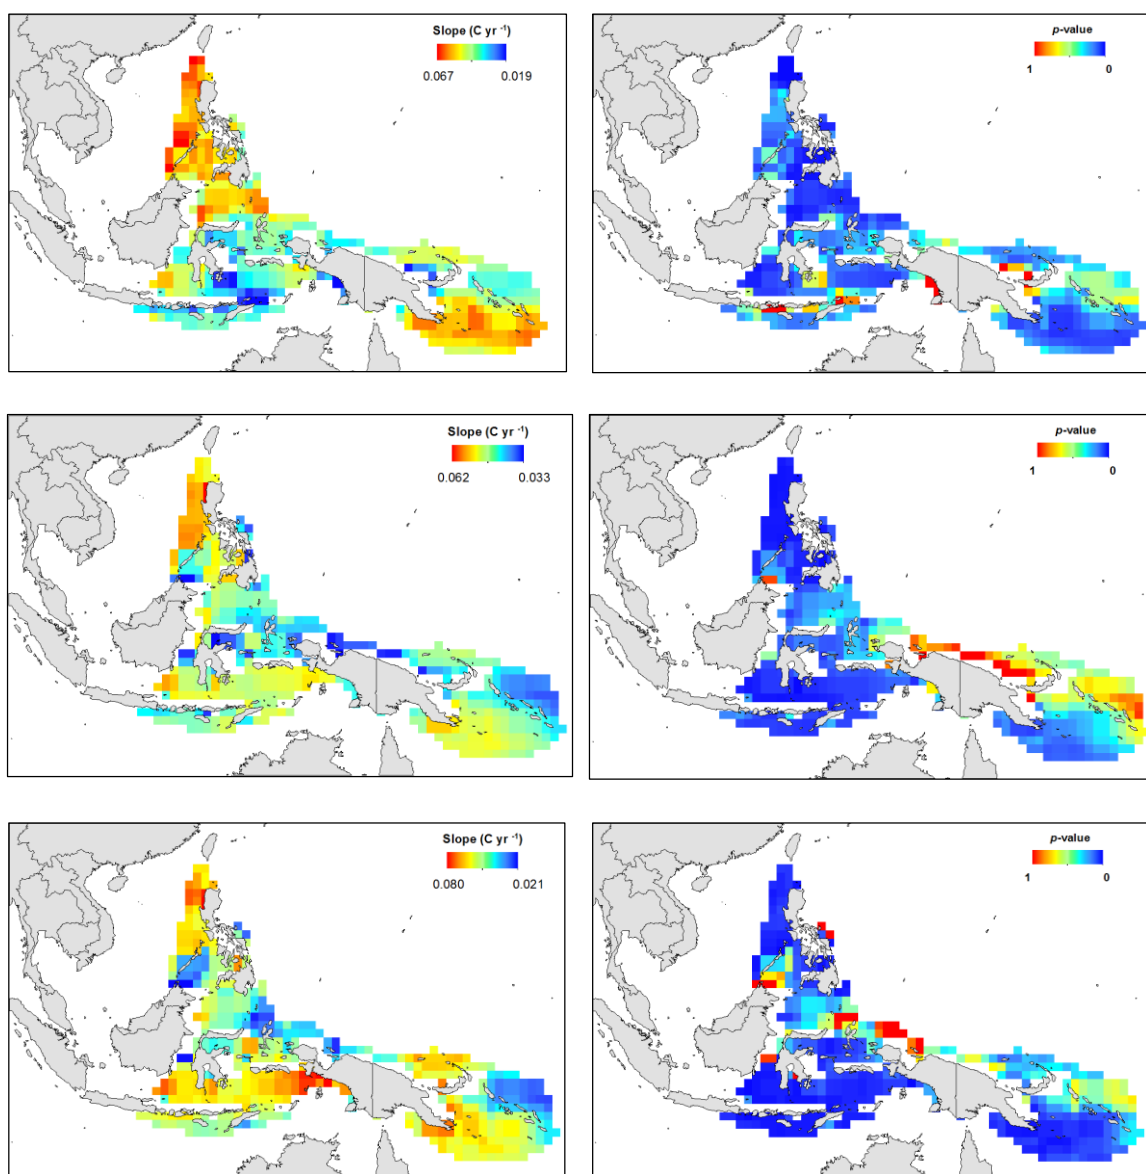 Slope (C yr ⁻¹)
0.067 0.019
p-value
1 0
Slope (C yr ⁻¹)
0.062 0.033
p-value
1 0
Slope (C yr ⁻¹)
0.080 0.021
p-value
1 0